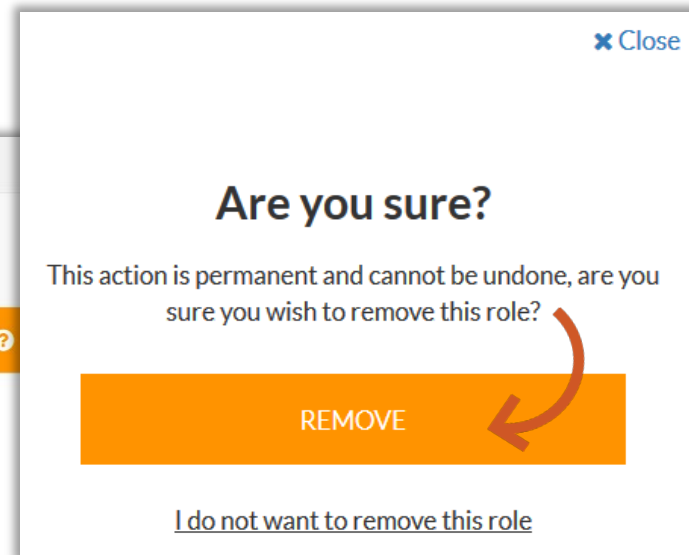 Close
Are you sure?
This action is permanent and cannot be undone, are you
sure you wish to remove this role?
?
REMOVE
I do not want to remove this role